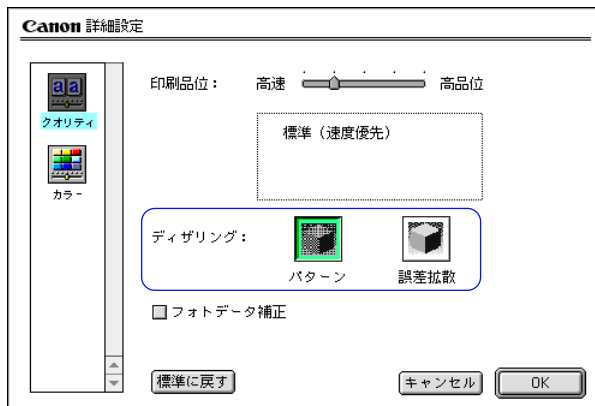 Canon 詳細設定
aa
クオリティ
カラー
印刷品位： 高速 高品位
標準（速度優先）
ディザリング：
パターン 誤差拡散
フォトデータ補正
標準に戻す キャンセル OK